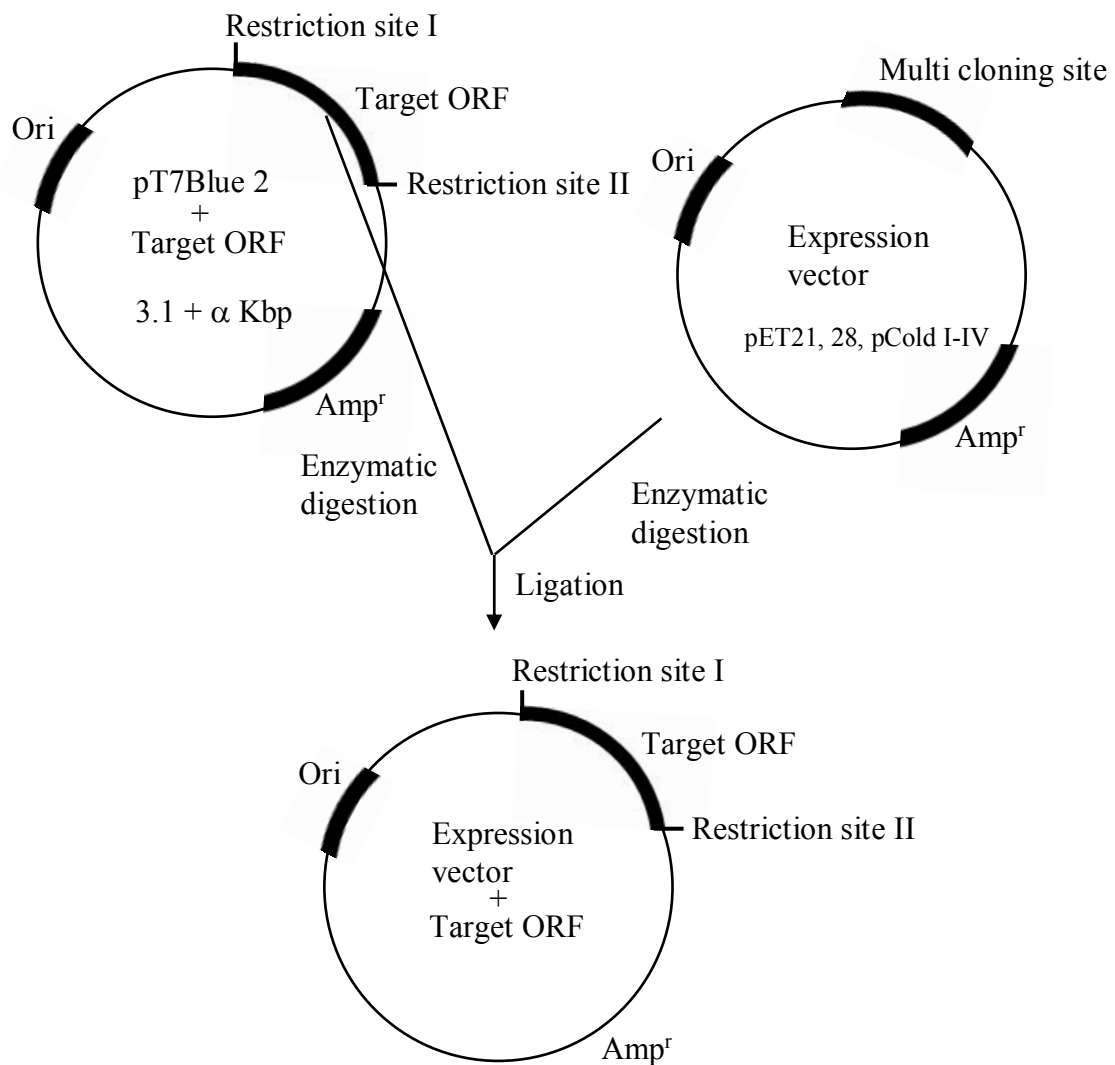 Restriction site I
Target ORF
Ori
Restriction site II
pT7Blue 2
+
Target ORF
3.1 + α Kbp
Amp^r
Enzymatic
digestion
Multi cloning site
Ori
Expression
vector
pET21, 28, pCold I-IV
Amp^r
Enzymatic
digestion
Ligation
Restriction site I
Target ORF
Ori
Restriction site II
Expression
vector
+
Target ORF
Amp^r